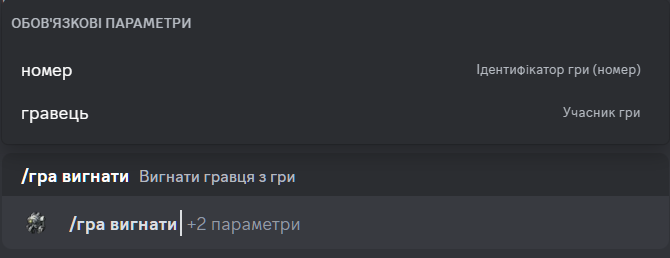 ОБОВ'ЯЗКОВІ ПАРАМЕТРИ
номер Ідентифікатор гри (номер)
гравець Учасник гри
/гра вигнати Вигнати гравця з гри
/гра вигнати +2 параметри